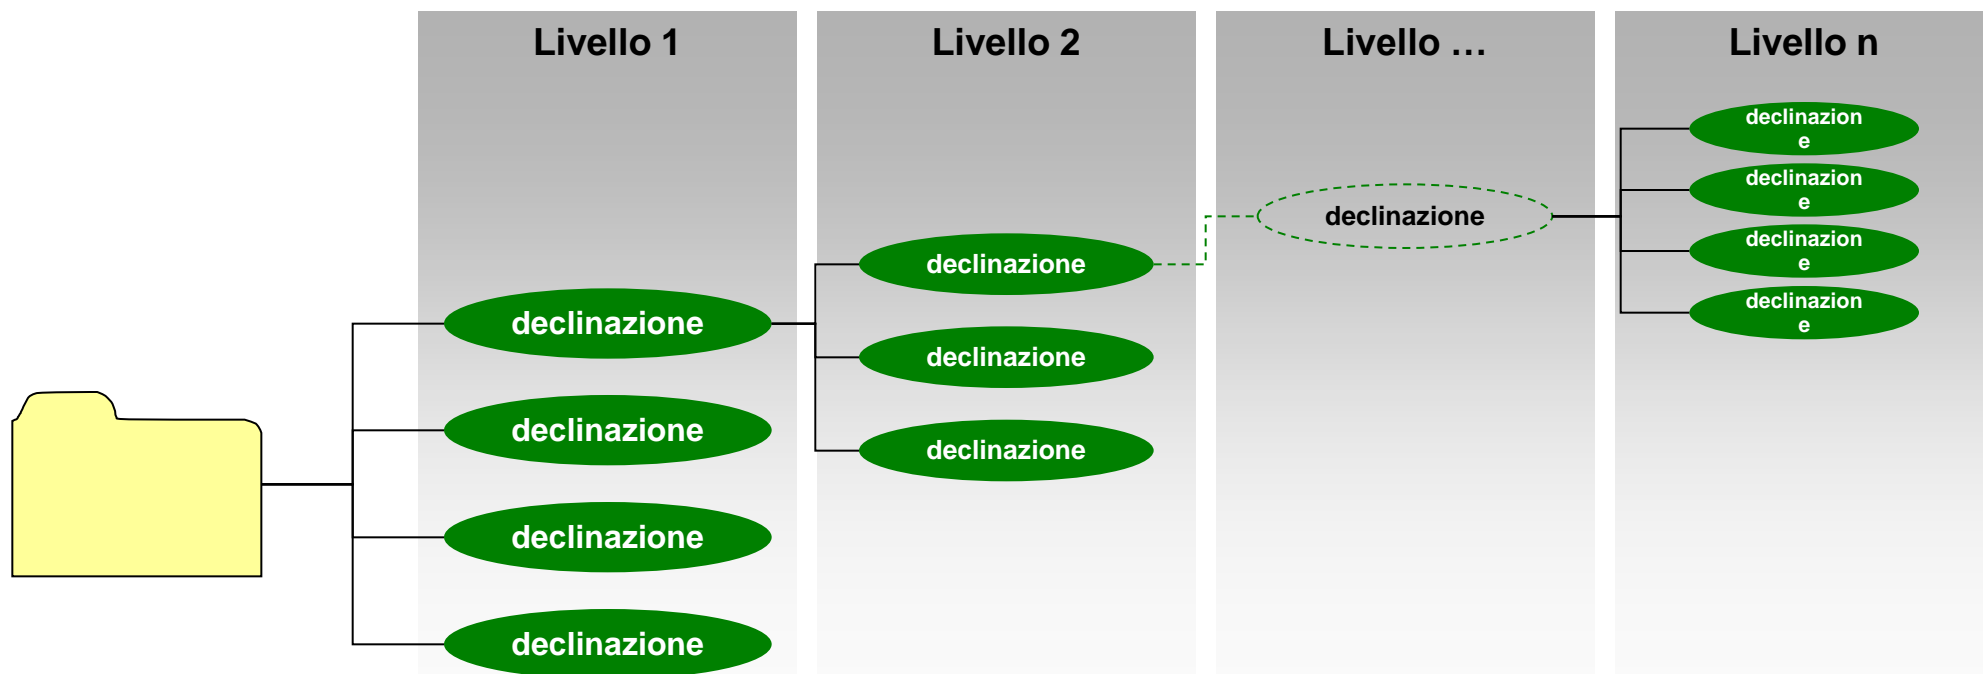 Livello 1
Livello 2
Livello …
Livello n
declinazione
declinazione
declinazione
declinazione
declinazione
declinazione
declinazione
declinazione
declinazion
e
declinazion
e
declinazion
e
declinazion
e